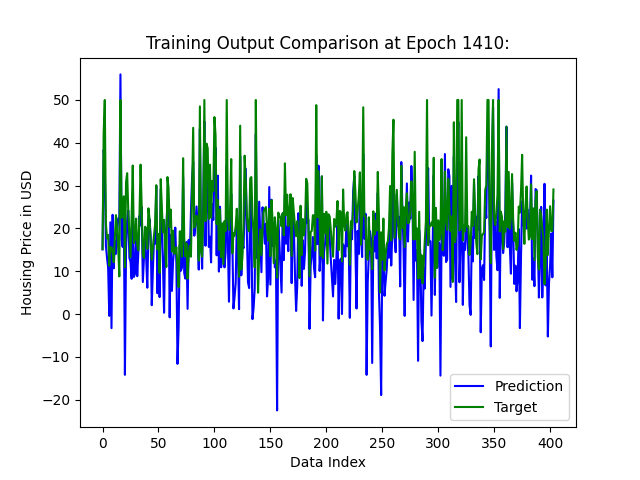 Training Output Comparison at Epoch 1410:
Housing Price in USD
50
40
30
20
10
0
−10
−20
0 50 100 150 200 250 300 350 400
Data Index
Prediction
Target